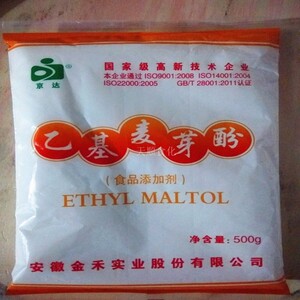 国家级高新技术企业
本企业通过ISO9001:2008 ISO14001:2004
ISO22000:2005 GB/T 28001:2011认证
京达
乙基麦芽酚
(食品添加剂)
ETHYL MALTOL
净含量:500g
安徽金禾实业股份有限公司